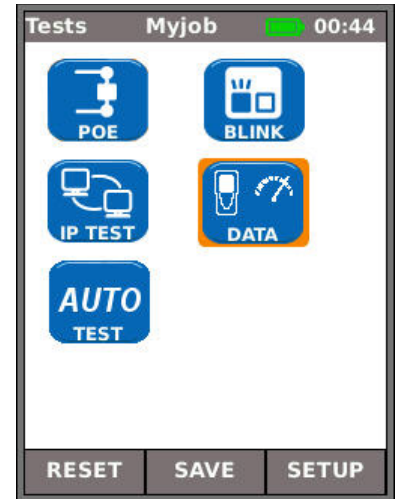 Tests Myjob 00:44
POE BLINK
IP TEST DATA
AUTO
TEST
RESET SAVE SETUP